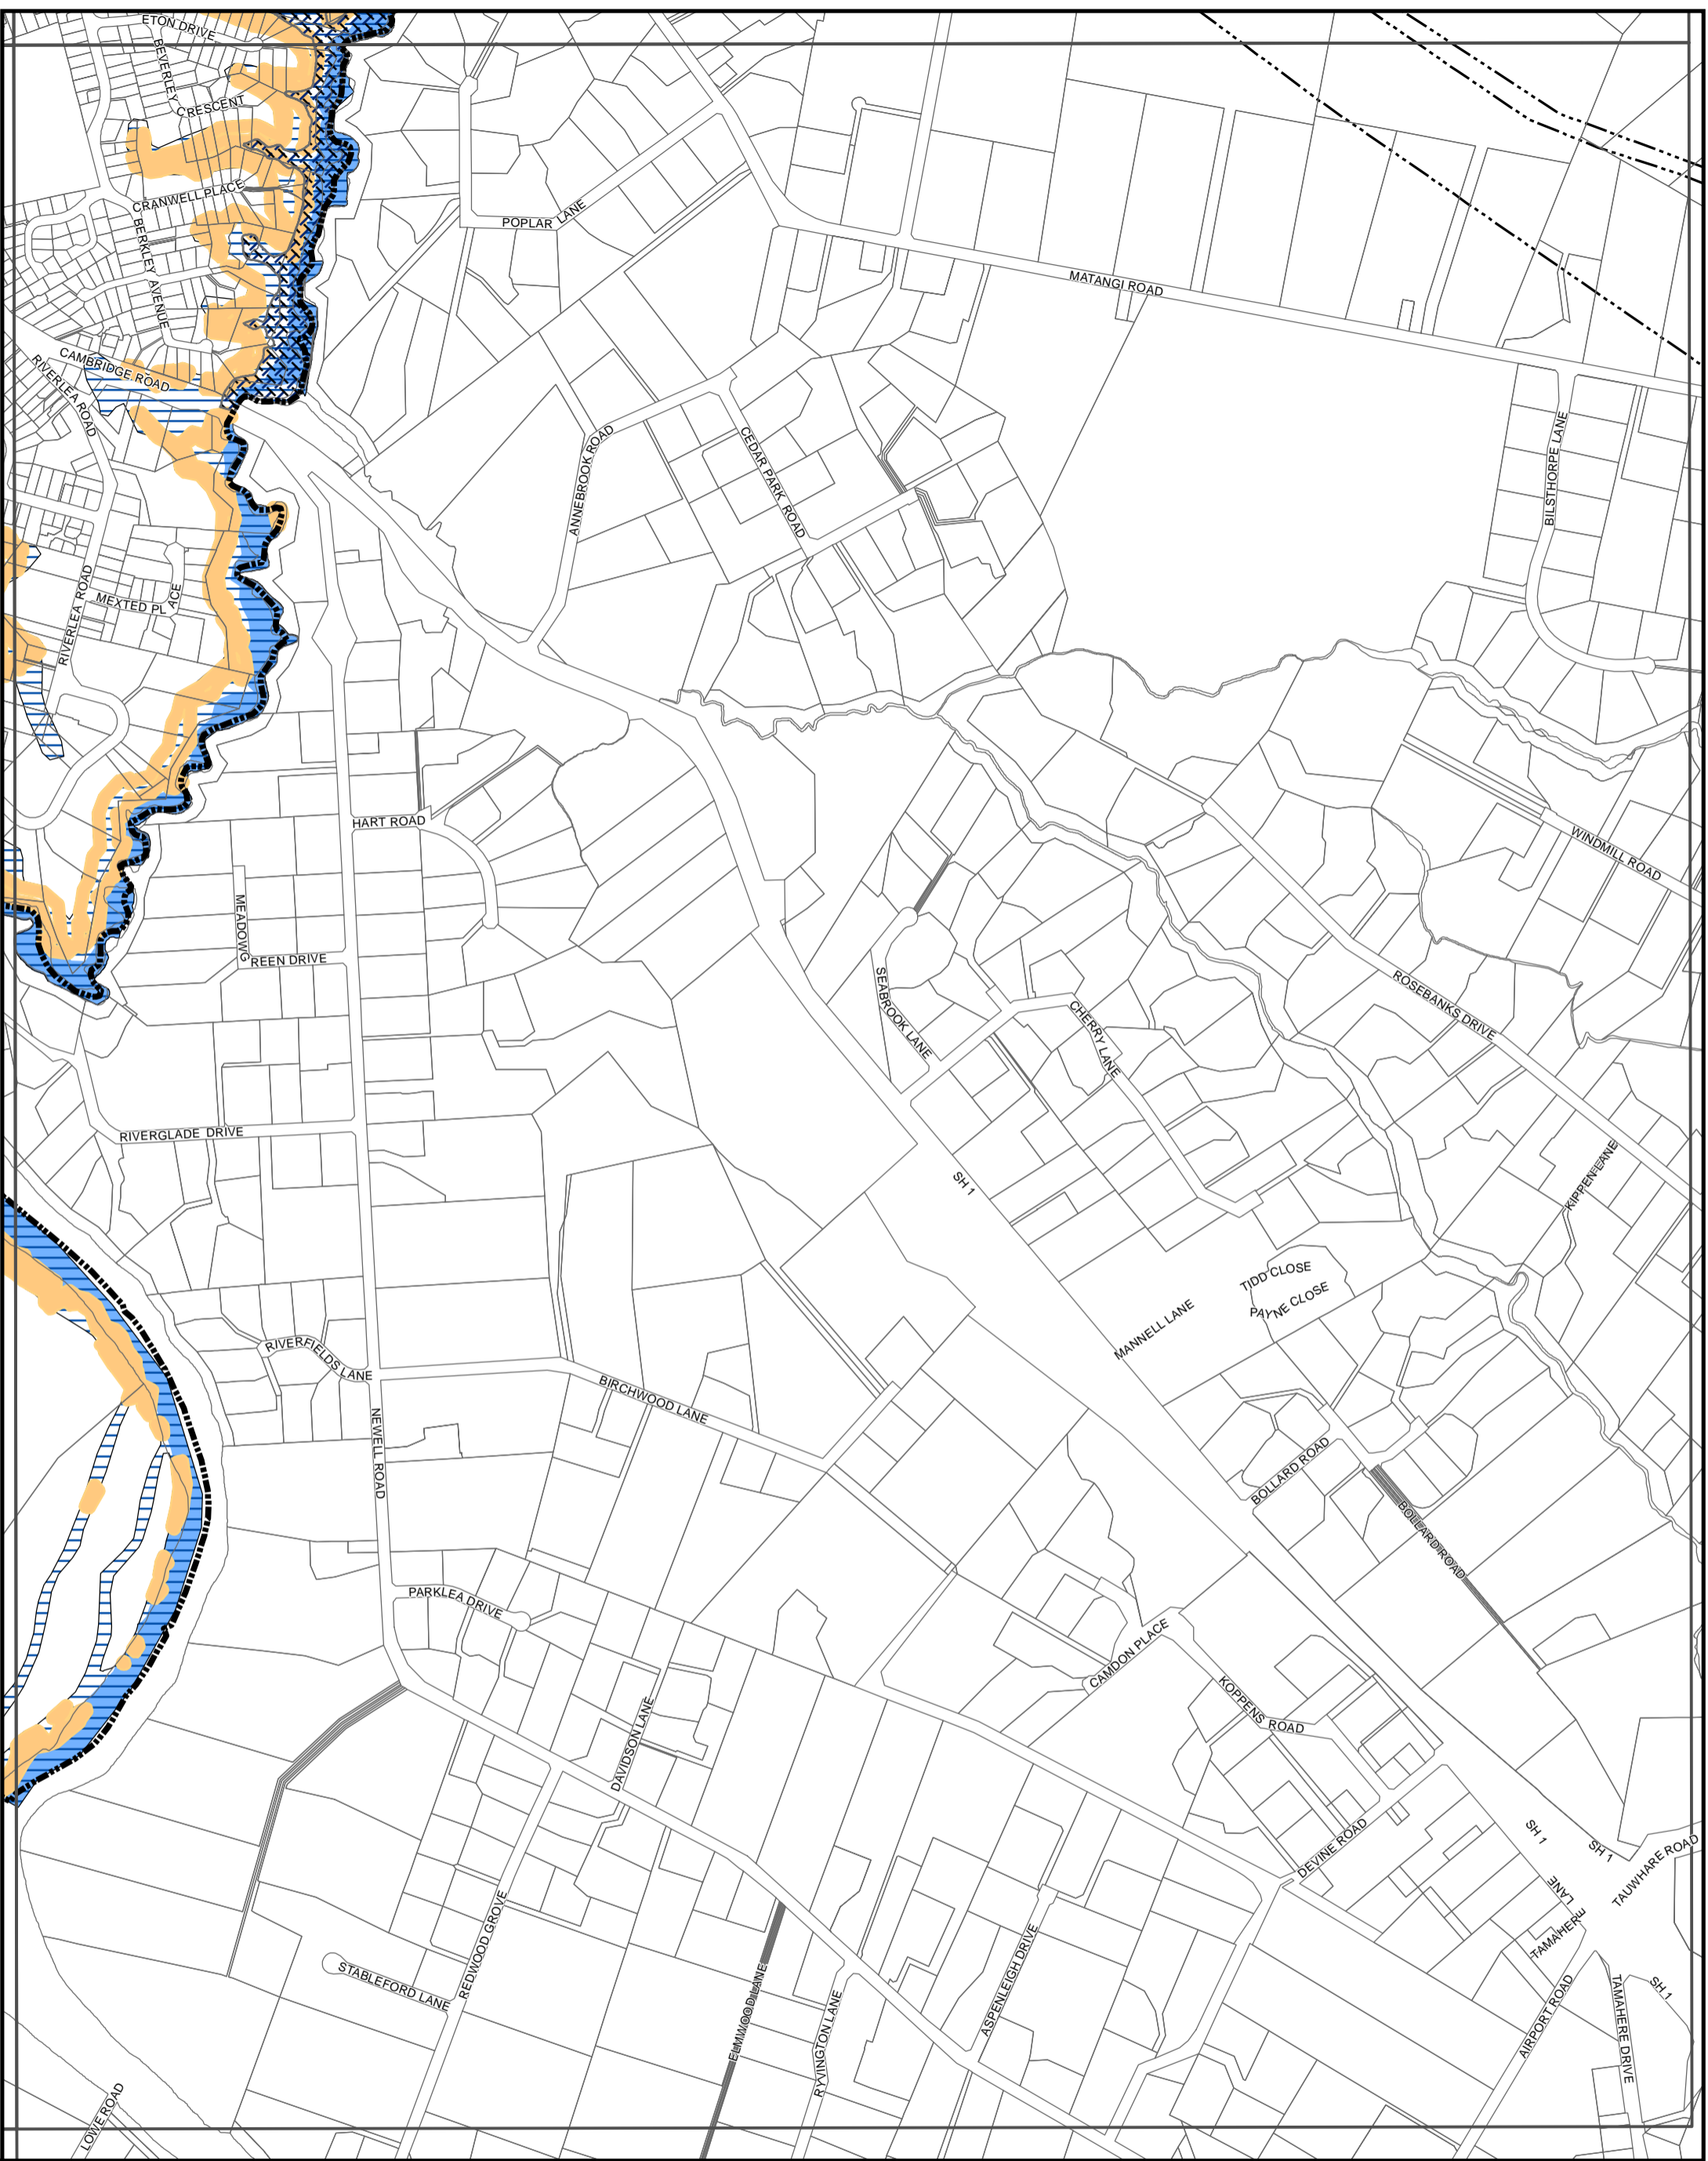 ETON DRIVE
BEVERLEY
CRESCENT
CRANWELL PLACE
BERKLEY AVENUE
POPLAR LANE
MATANGI ROAD
CAMBRIDGE ROAD
RIVERLEA ROAD
ANNEBROOK ROAD
CEDAR PARK ROAD
BILSTHORPE LANE
RIVERLEA ROAD
MEXTED PLACE
HART ROAD
WINDMILL ROAD
MEADOWG
REEN DRIVE
SEABROOK LANE
CHERRY LANE
ROSEBANKS DRIVE
RIVERGLADE DRIVE
SH 1
KIPPEN LANE
TIDD CLOSE
PAYNE CLOSE
MANNELL LANE
RIVERFIELDS LANE
BIRCHWOOD LANE
NEWELL ROAD
BOLLARD ROAD
BOLLARD ROAD
PARKLEA DRIVE
CAMDON PLACE
KOPPENS ROAD
DAVIDSON LANE
DEVINE ROAD
SH 1
SH 1
TAUWHARE ROAD
LANE
TAMAHERE
REDWOOD GROVE
STABLEFORD LANE
ELMWOOD LANE
RYVINGTON LANE
ASPENLEIGH DRIVE
AIRPORT ROAD
TAMAHERE DRIVE
SH 1
LOWE ROAD